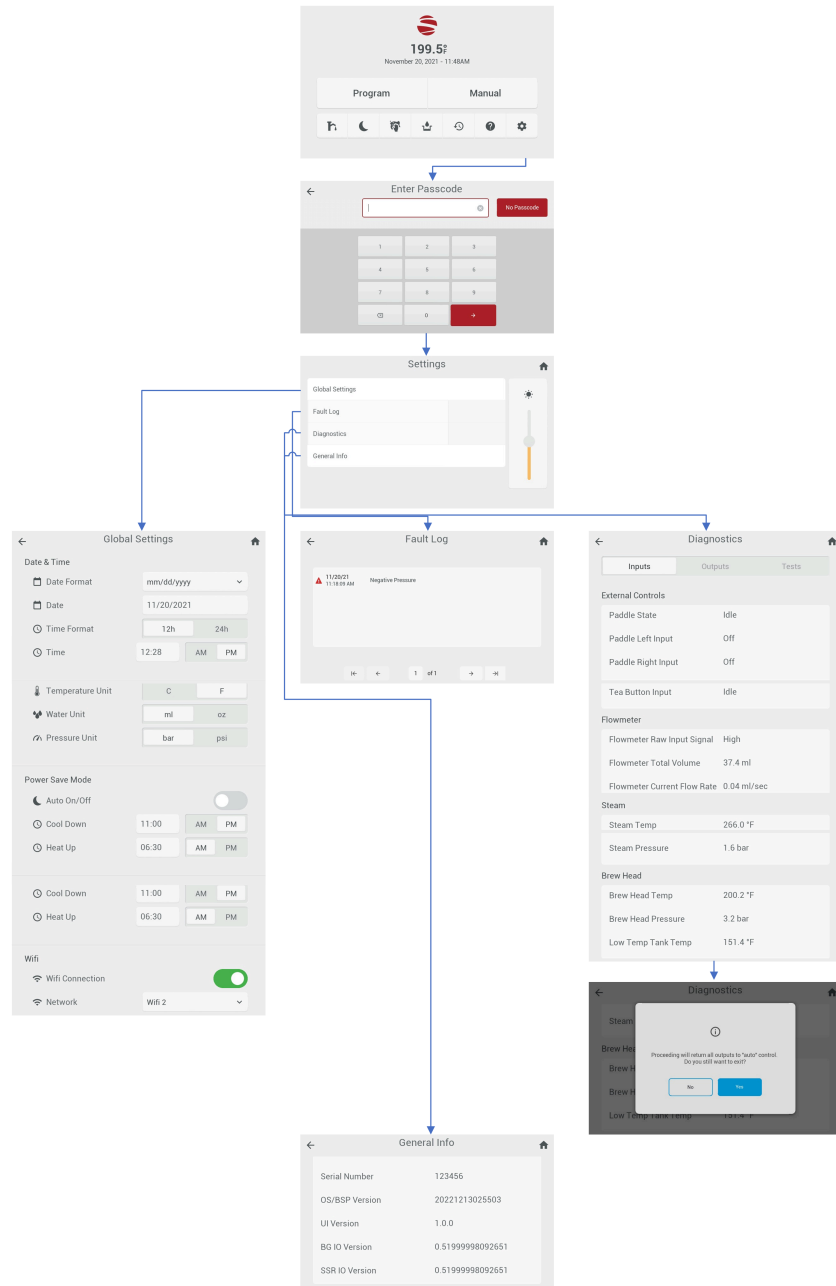 199.5°F
November 20, 2021 - 11:48AM
Program Manual
Enter Passcode
No Passcode
1 2 3
4 5 6
7 8 9
0
Settings
Global Settings
Fault Log
Diagnostics
General Info
Global Settings
Date & Time
Date Format mm/dd/yyyy
Date 11/20/2021
Time Format 12h 24h
Time 12:28 AM PM
Temperature Unit C F
Water Unit ml oz
Pressure Unit bar psi
Power Save Mode
Auto On/Off
Cool Down 11:00 AM PM
Heat Up 06:30 AM PM
Cool Down 11:00 AM PM
Heat Up 06:30 AM PM
Wifi
Wifi Connection
Network Wifi 2
Fault Log
11/20/21
11:18:09 AM Negative Pressure
1 of 1
Diagnostics
Inputs Outputs Tests
External Controls
Paddle State Idle
Paddle Left Input Off
Paddle Right Input Off
Tea Button Input Idle
Flowmeter
Flowmeter Raw Input Signal High
Flowmeter Total Volume 37.4 ml
Flowmeter Current Flow Rate 0.04 ml/sec
Steam
Steam Temp 266.0 °F
Steam Pressure 1.6 bar
Brew Head
Brew Head Temp 200.2 °F
Brew Head Pressure 3.2 bar
Low Temp Tank Temp 151.4 °F
Diagnostics
Steam
Proceeding will return all outputs to "auto" control.
Do you still want to exit?
No Yes
Brew Hea
Brew H
Brew H
Low Temp Tank Temp 151.4 °F
General Info
Serial Number 123456
OS/BSP Version 20221213025503
UI Version 1.0.0
BG IO Version 0.51999998092651
SSR IO Version 0.51999998092651